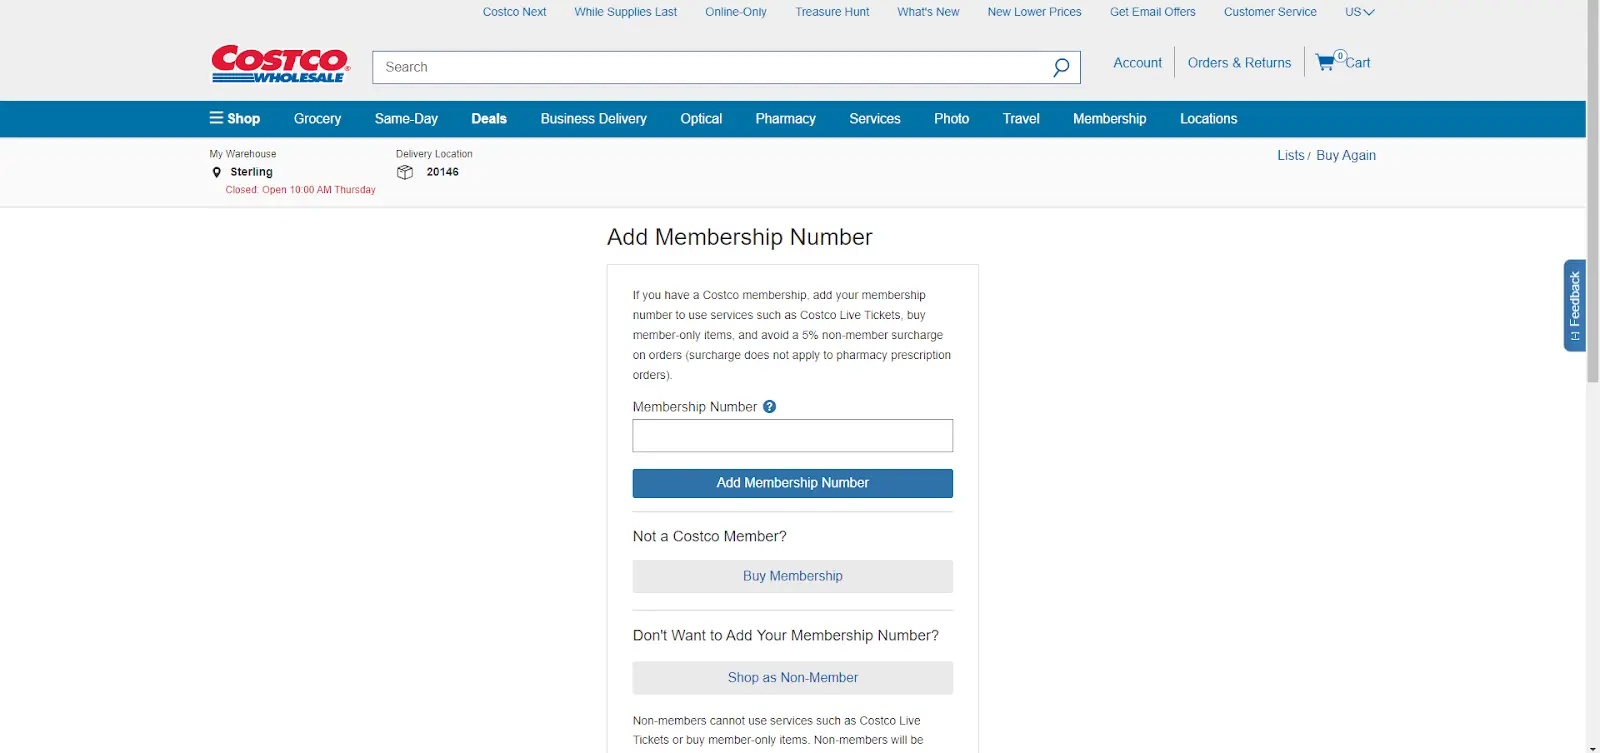 Costco Next While Supplies Last Online-Only Treasure Hunt What's New New Lower Prices Get Email Offers Customer Service US
COSTCO
WHOLESALE
Search
Account Orders & Returns 0 Cart
Shop Grocery Same-Day Deals Business Delivery Optical Pharmacy Services Photo Travel Membership Locations
My Warehouse Delivery Location
Sterling 20146
Closed: Open 10:00 AM Thursday
Lists / Buy Again
Add Membership Number
If you have a Costco membership, add your membership
number to use services such as Costco Live Tickets, buy
member-only items, and avoid a 5% non-member surcharge
on orders (surcharge does not apply to pharmacy prescription
orders).
Membership Number ?
Add Membership Number
Not a Costco Member?
Buy Membership
Don't Want to Add Your Membership Number?
Shop as Non-Member
Non-members cannot use services such as Costco Live
Tickets or buy member-only items. Non-members will be
Feedback